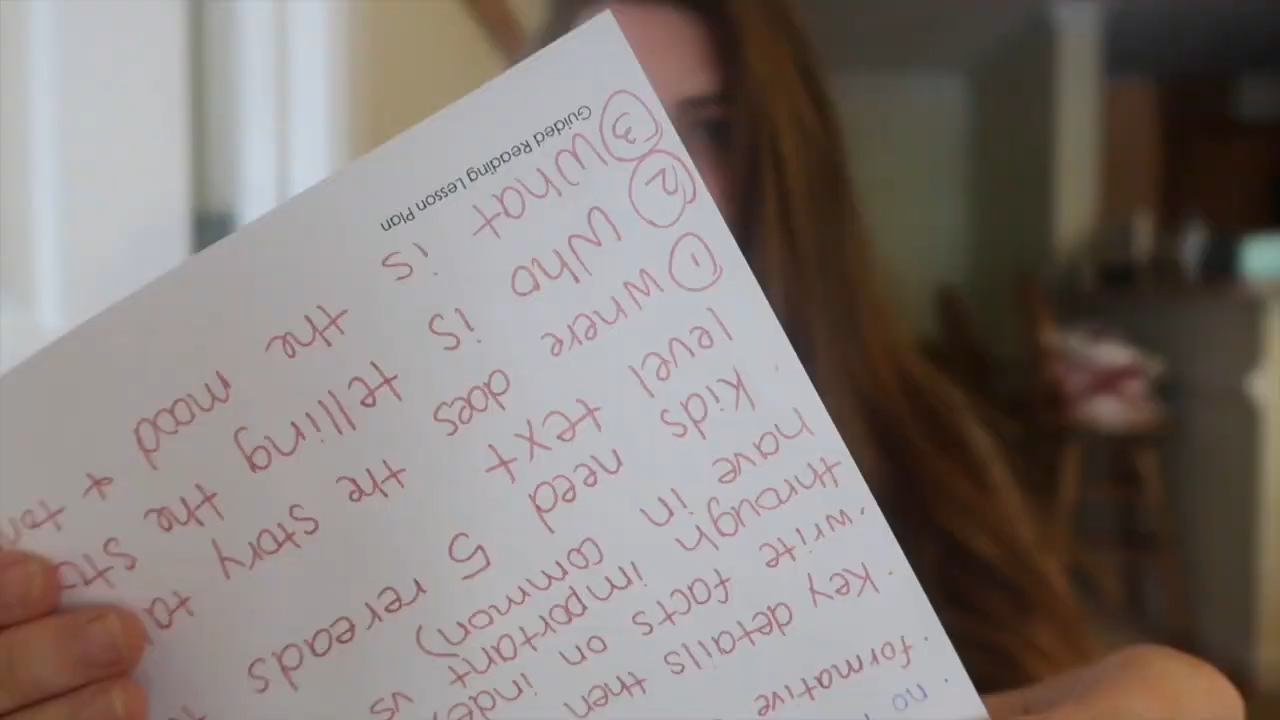 · no
· formative
· key details then
· write facts on inde
through important vs
have in common)
· kids need 5 rereads
level text
① where does the story
② who is telling the
③ what is the mood +
Guided Reading Lesson Plan